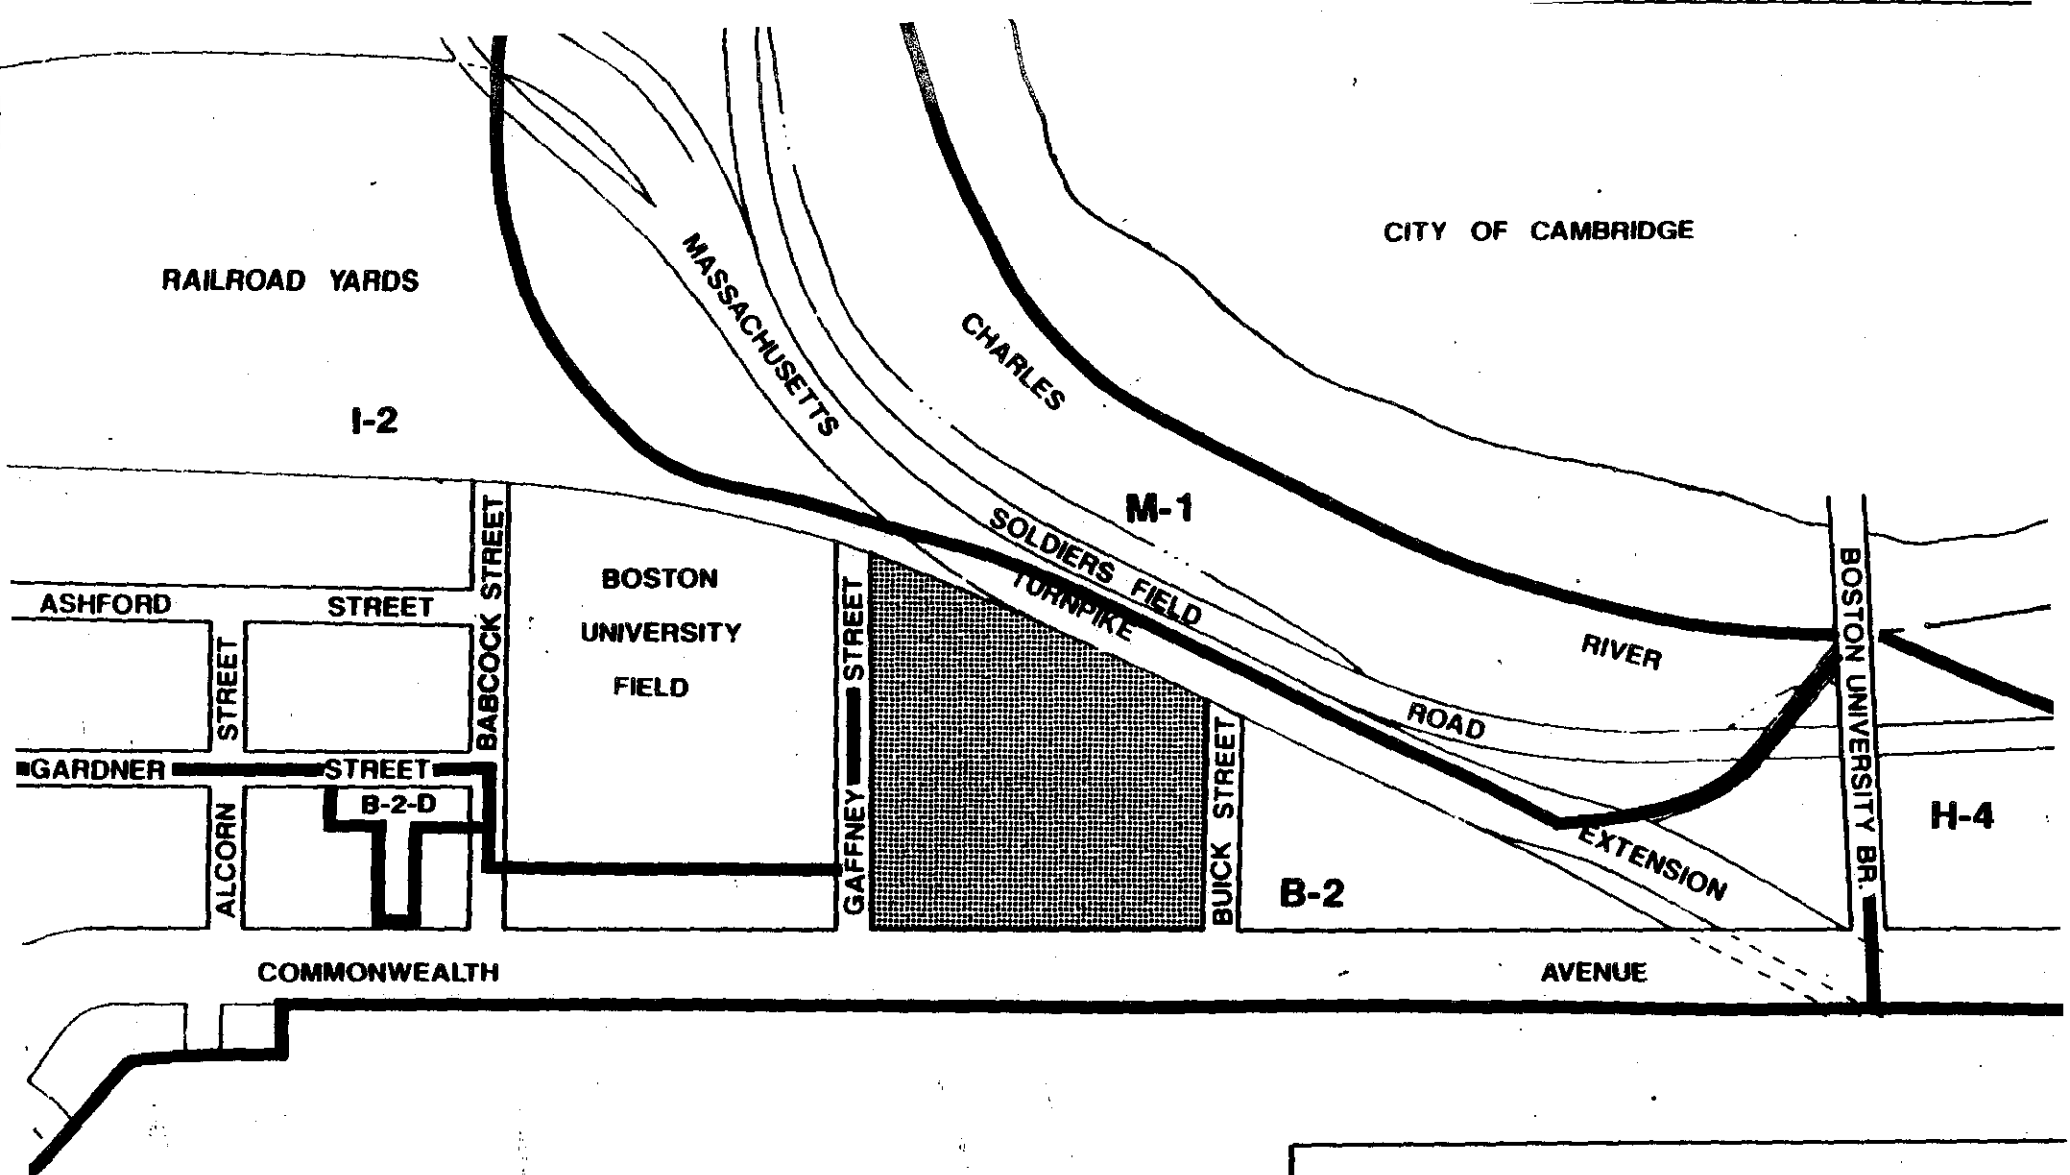 CITY OF CAMBRIDGE
RAILROAD YARDS
MASSACHUSETTS
CHARLES
I-2
M-1
SOLDIERS FIELD
TURNPIKE
BOSTON
UNIVERSITY
FIELD
BABCOCK STREET
GAFFNEY STREET
ASHFORD STREET
STREET
RIVER
ROAD
BOSTON UNIVERSITY BR.
GARDNER STREET
B-2-D
ALCORN
BUICK STREET
B-2
EXTENSION
H-4
COMMONWEALTH AVENUE